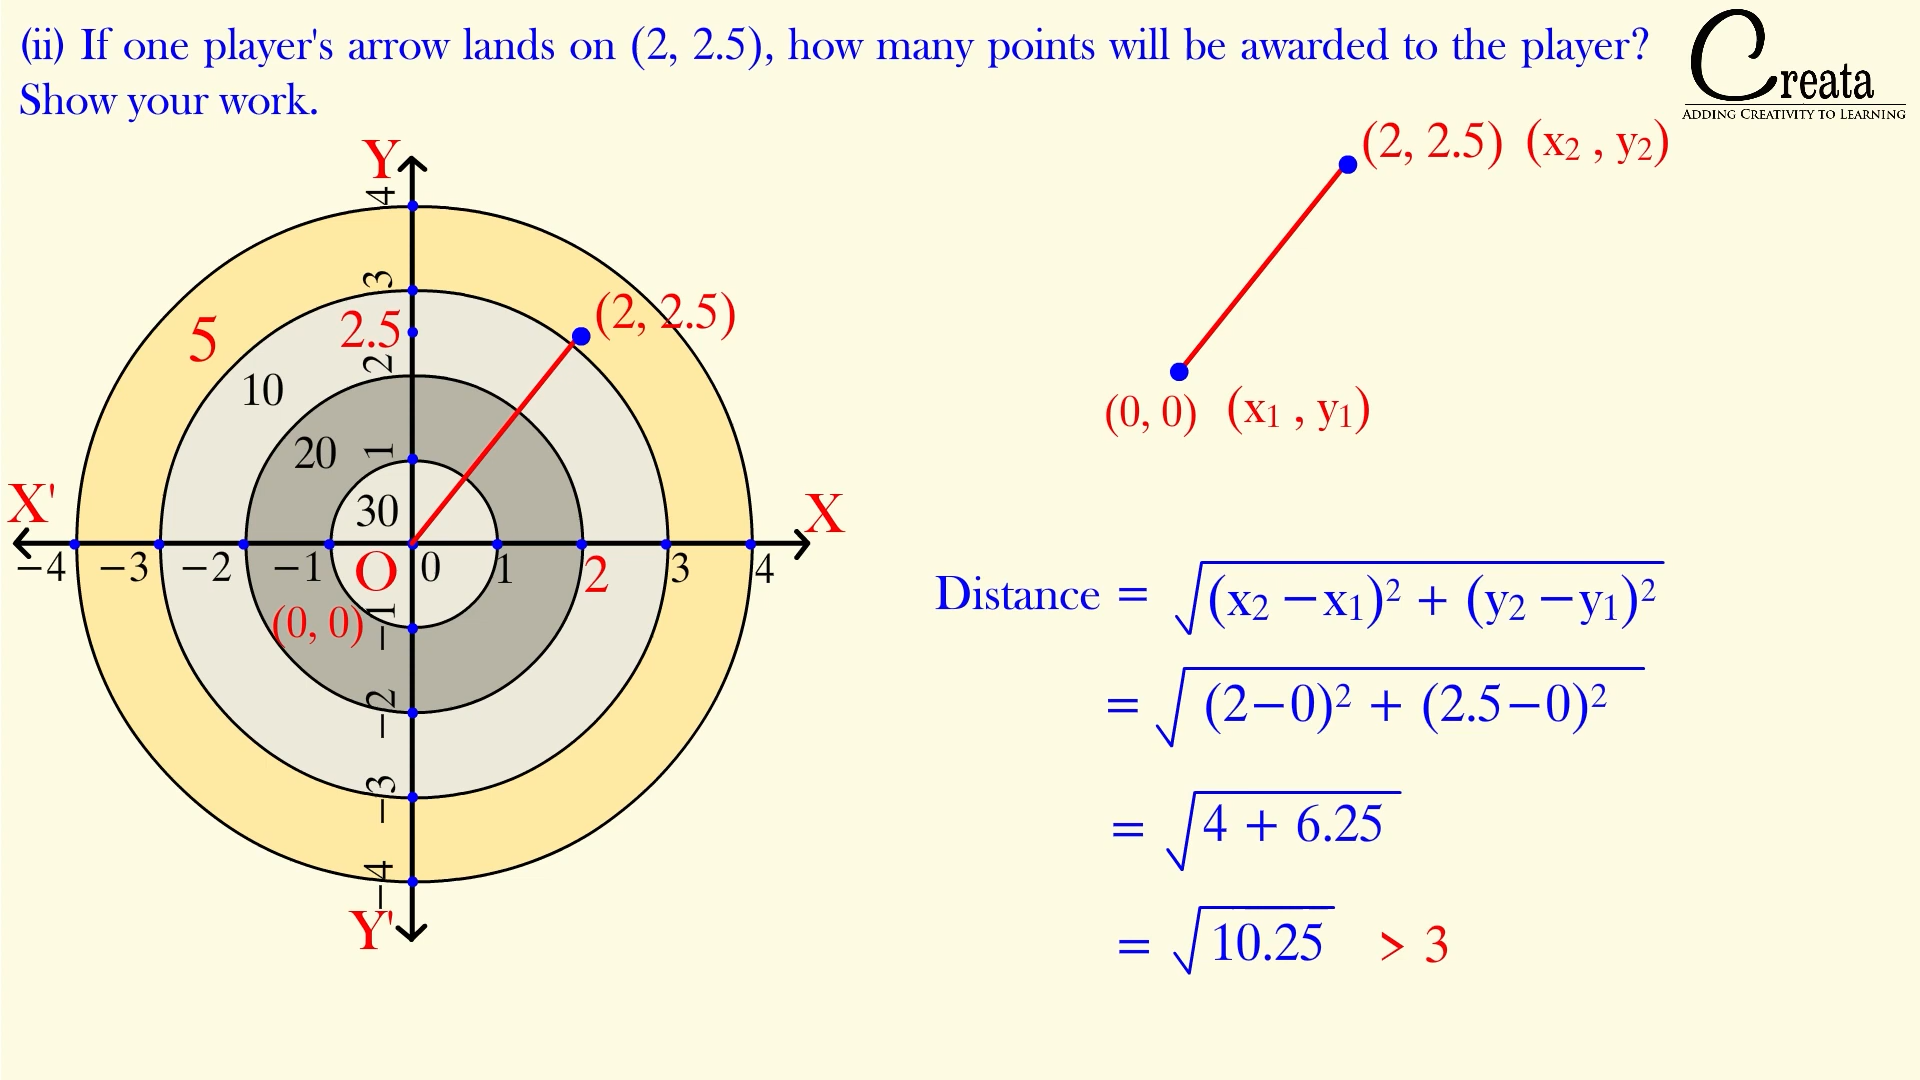 (ii) If one player's arrow lands on (2, 2.5), how many points will be awarded to the player?
Show your work.
Creata
ADDING CREATIVITY TO LEARNING
Y
4
3
2.5
2
1
(2, 2.5)
5
10
20
30
X'
X
−4 −3 −2 −1 O 0 1 2 3 4
(0, 0)
−1
−2
−3
−4
Y'
(2, 2.5) (x₂ , y₂)
(0, 0) (x₁ , y₁)
Distance = √(x₂ − x₁)² + (y₂ − y₁)²
= √(2−0)² + (2.5−0)²
= √4 + 6.25
= √10.25 > 3